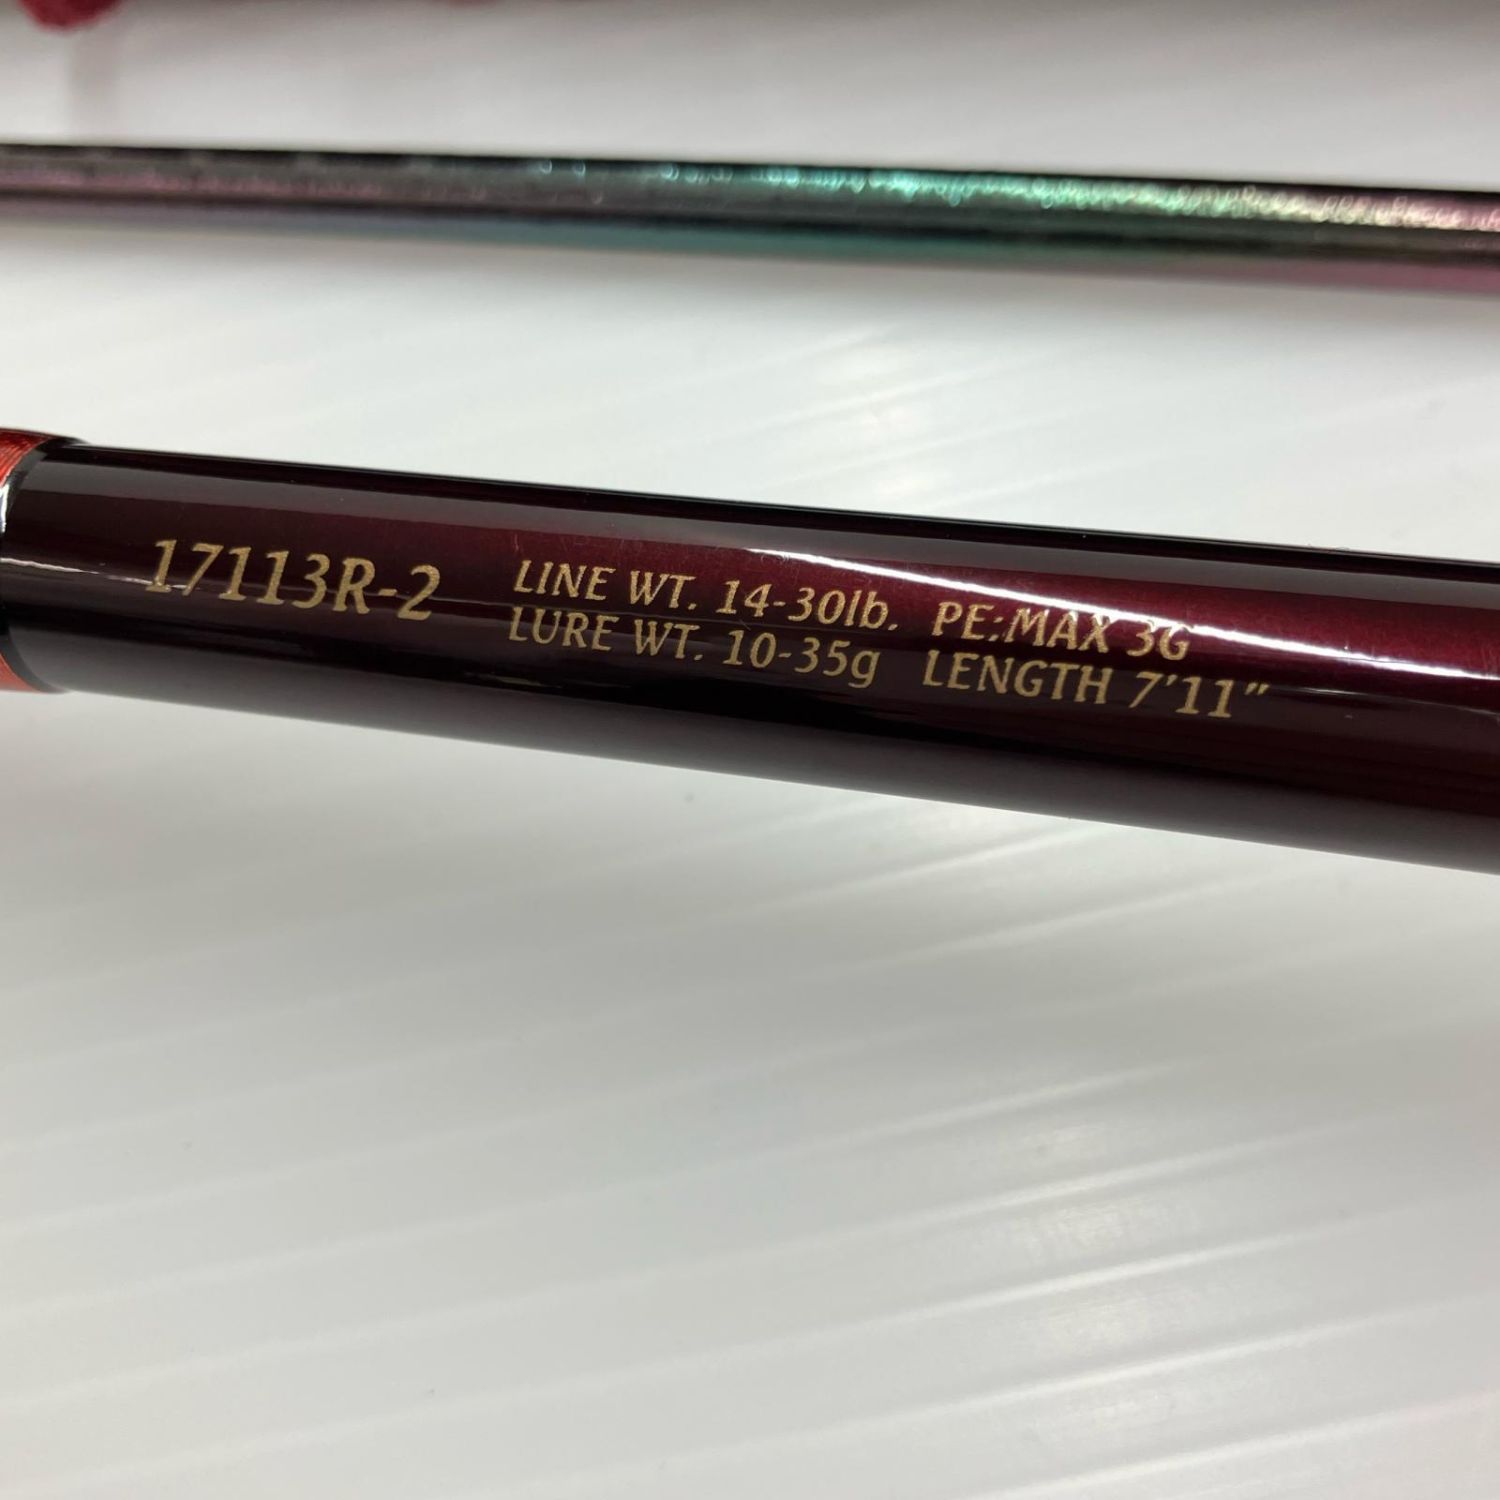 17113R-2
LINE WT. 14-30lb. PE:MAX 3G
LURE WT. 10-35g LENGTH 7'11"